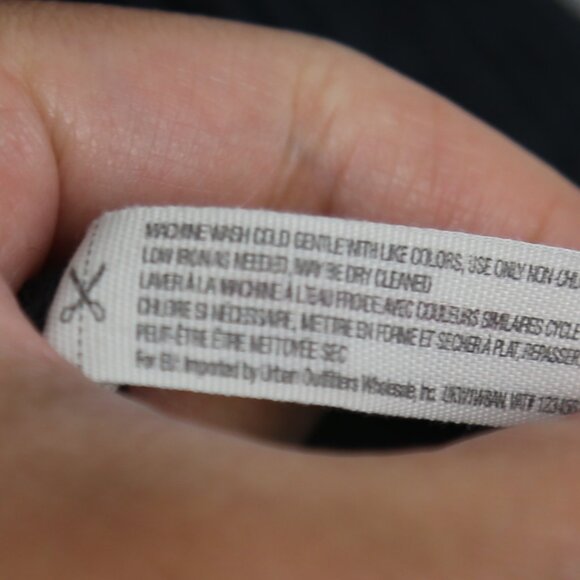 MACHINE WASH COLD GENTLE WITH LIKE COLORS, USE ONLY NON-CHL
LOW IRON AS NEEDED, MAY BE DRY CLEANED
LAVER À LA MACHINE À L'EAU FROIDE AVEC COULEURS SIMILAIRES CYCLE
CHLORE SI NÉCESSAIRE, METTRE EN FORME ET SÉCHER À PLAT, REPASSER
PEUT-ÊTRE ÊTRE NETTOYÉE SEC
For EU: Imported by Urban Outfitters Wholesale, Inc. VAT#